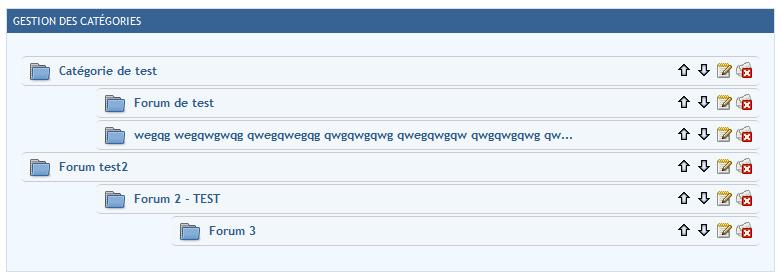 GESTION DES CATÉGORIES
Catégorie de test
Forum de test
wegqg wegqwgwqg qwegqwegqg qwgqwgqwg qwegqwgqw qwgqwgqwg qw...
Forum test2
Forum 2 - TEST
Forum 3